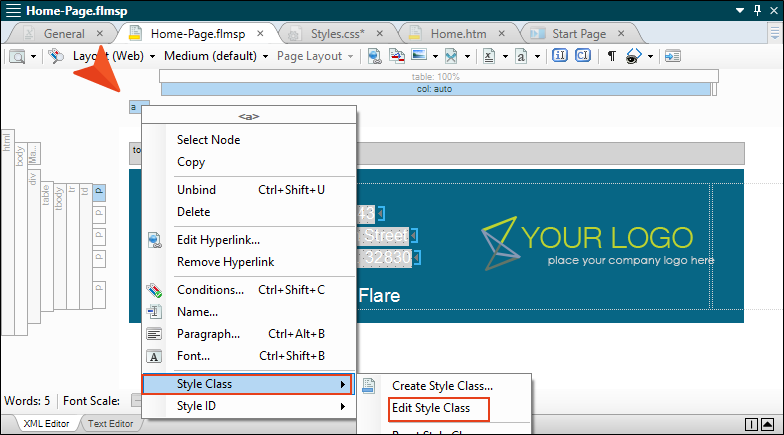 Home-Page.flmsp
General
Home-Page.flmsp
Styles.css*
Home.htm
Start Page
Layout (Web)
Medium (default)
Page Layout
table: 100%
col: auto
a
<a>
html
body
Ma...
div
table
tbody
tr
td
p
p
p
p
p
to
Select Node
Copy
Unbind Ctrl+Shift+U
Delete
Edit Hyperlink...
Remove Hyperlink
Conditions... Ctrl+Shift+C
Name...
Paragraph... Ctrl+Alt+B
Font... Ctrl+Shift+B
Style Class
Style ID
43
Street
32830
Flare
YOUR LOGO
place your company logo here
Create Style Class...
Edit Style Class
Words: 5 Font Scale:
XML Editor
Text Editor